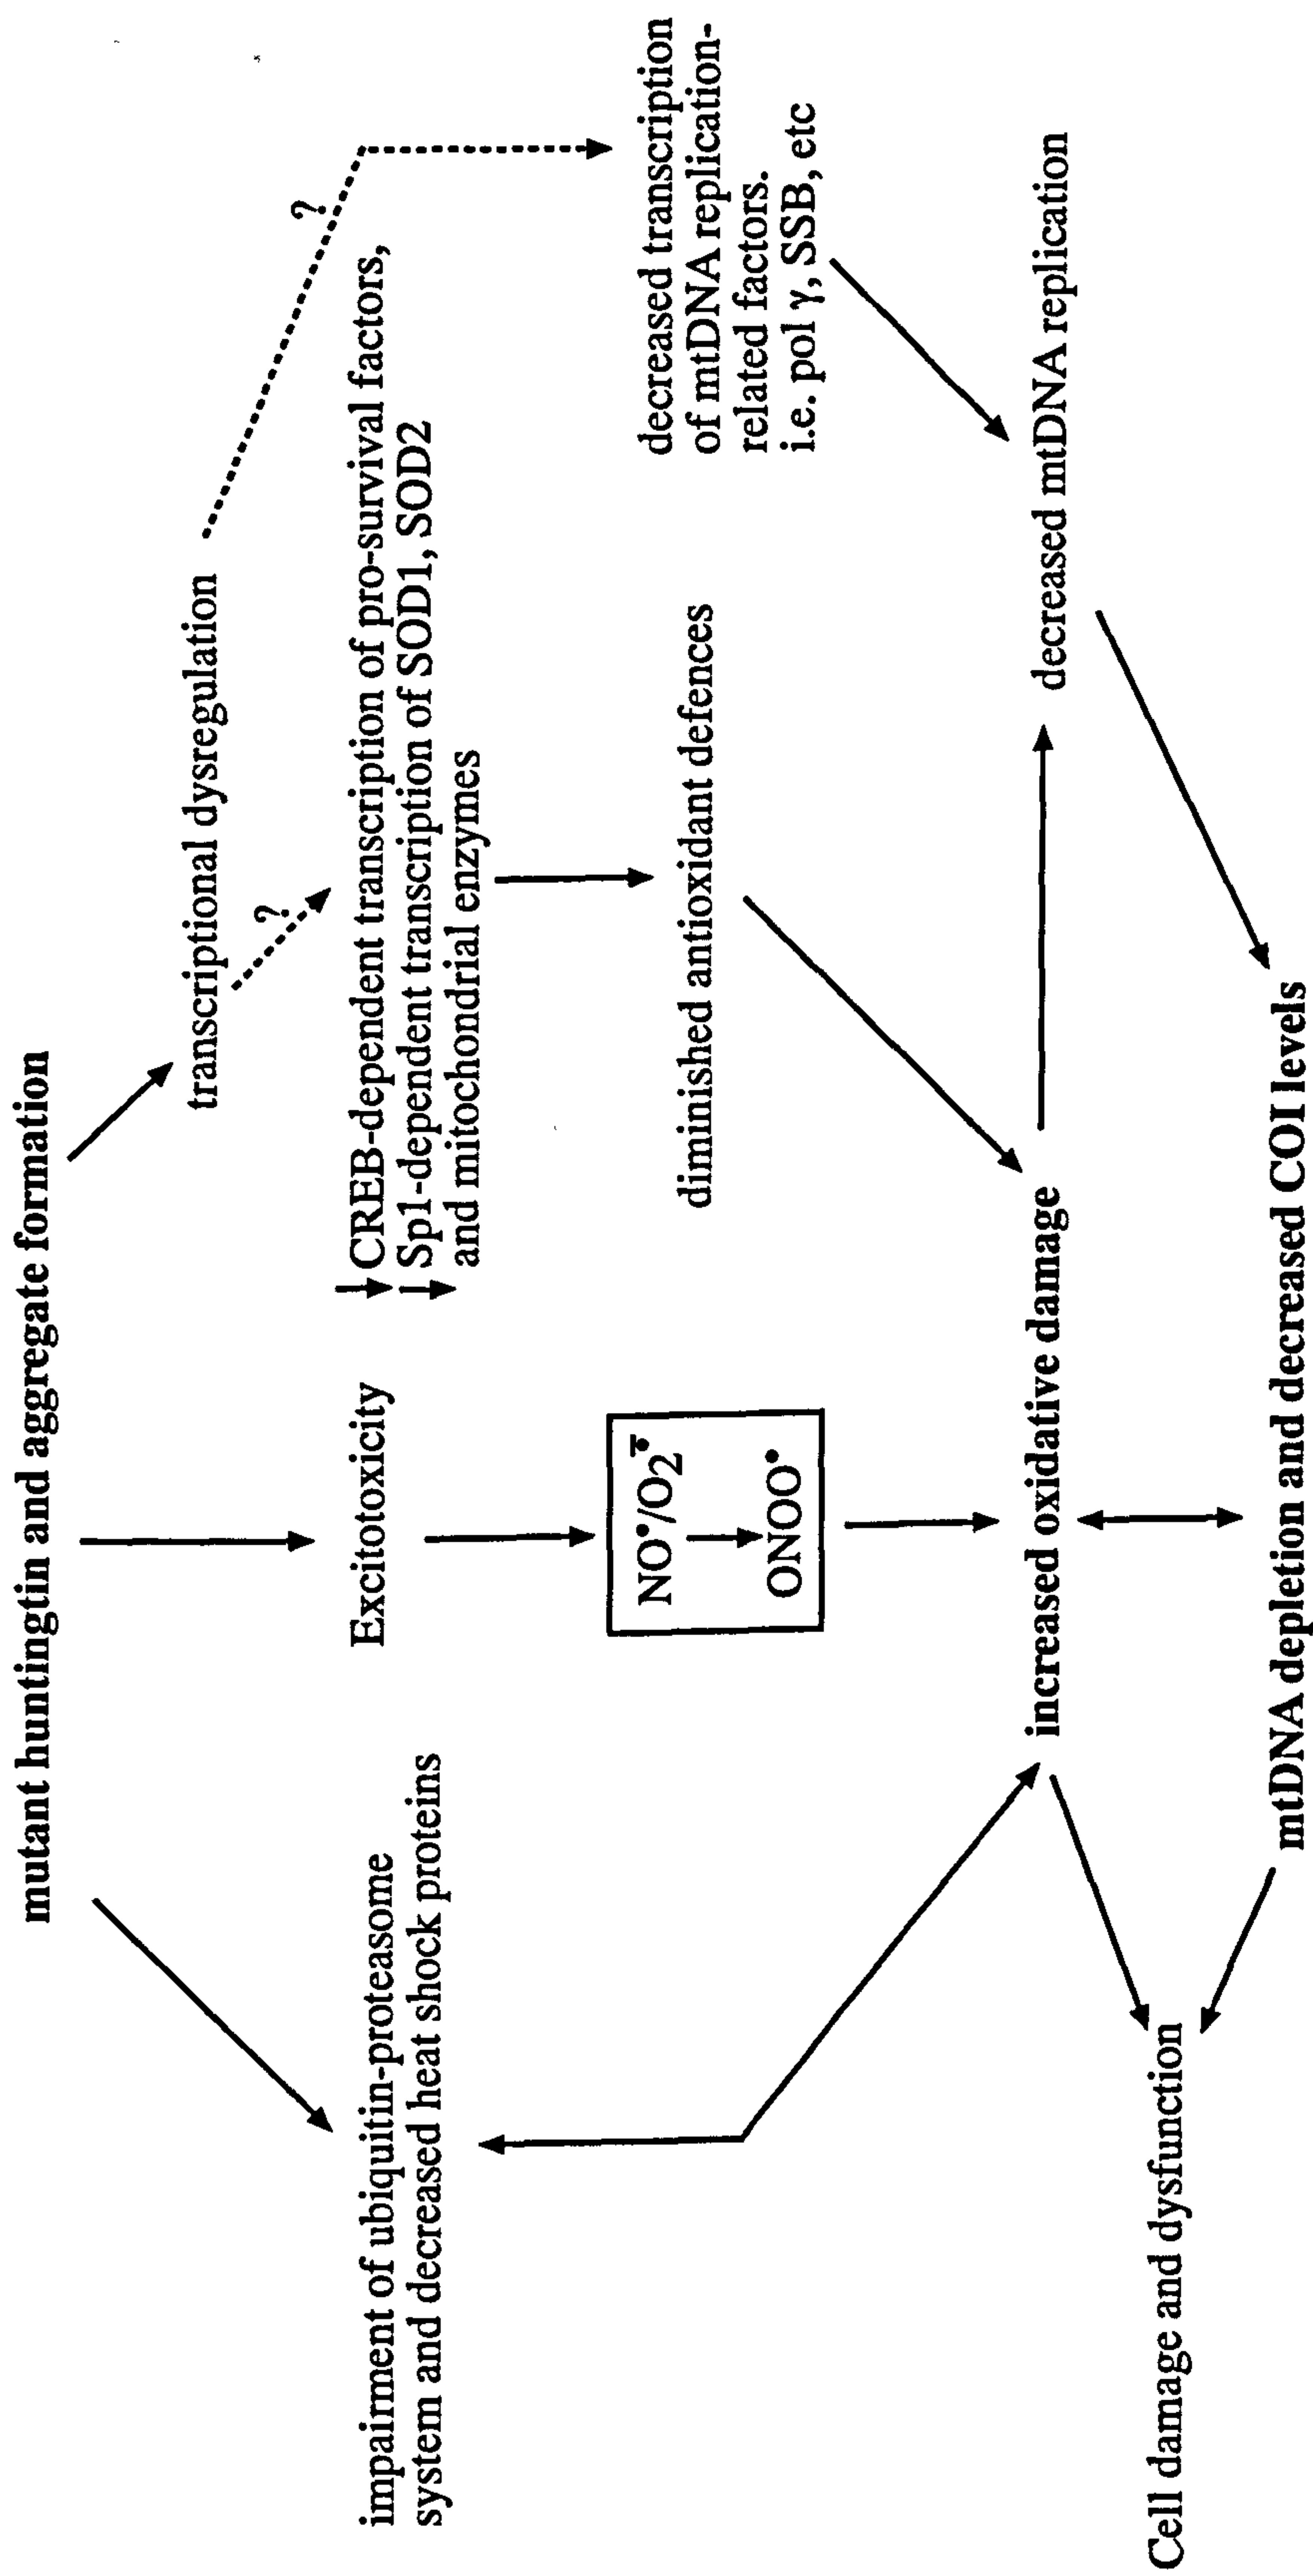 mutant huntingtin and aggregate formation
transcriptional dysregulation
?
?
impairment of ubiquitin-proteasome
system and decreased heat shock proteins
Excitotoxicity
↓CREB-dependent transcription of pro-survival factors,
↓Sp1-dependent transcription of SOD1, SOD2
and mitochondrial enzymes
NO•/O₂•̅
ONOO•
diminished antioxidant defences
decreased transcription
of mtDNA replication-
related factors.
i.e. pol γ, SSB, etc
increased oxidative damage
decreased mtDNA replication
Cell damage and dysfunction
mtDNA depletion and decreased COI levels